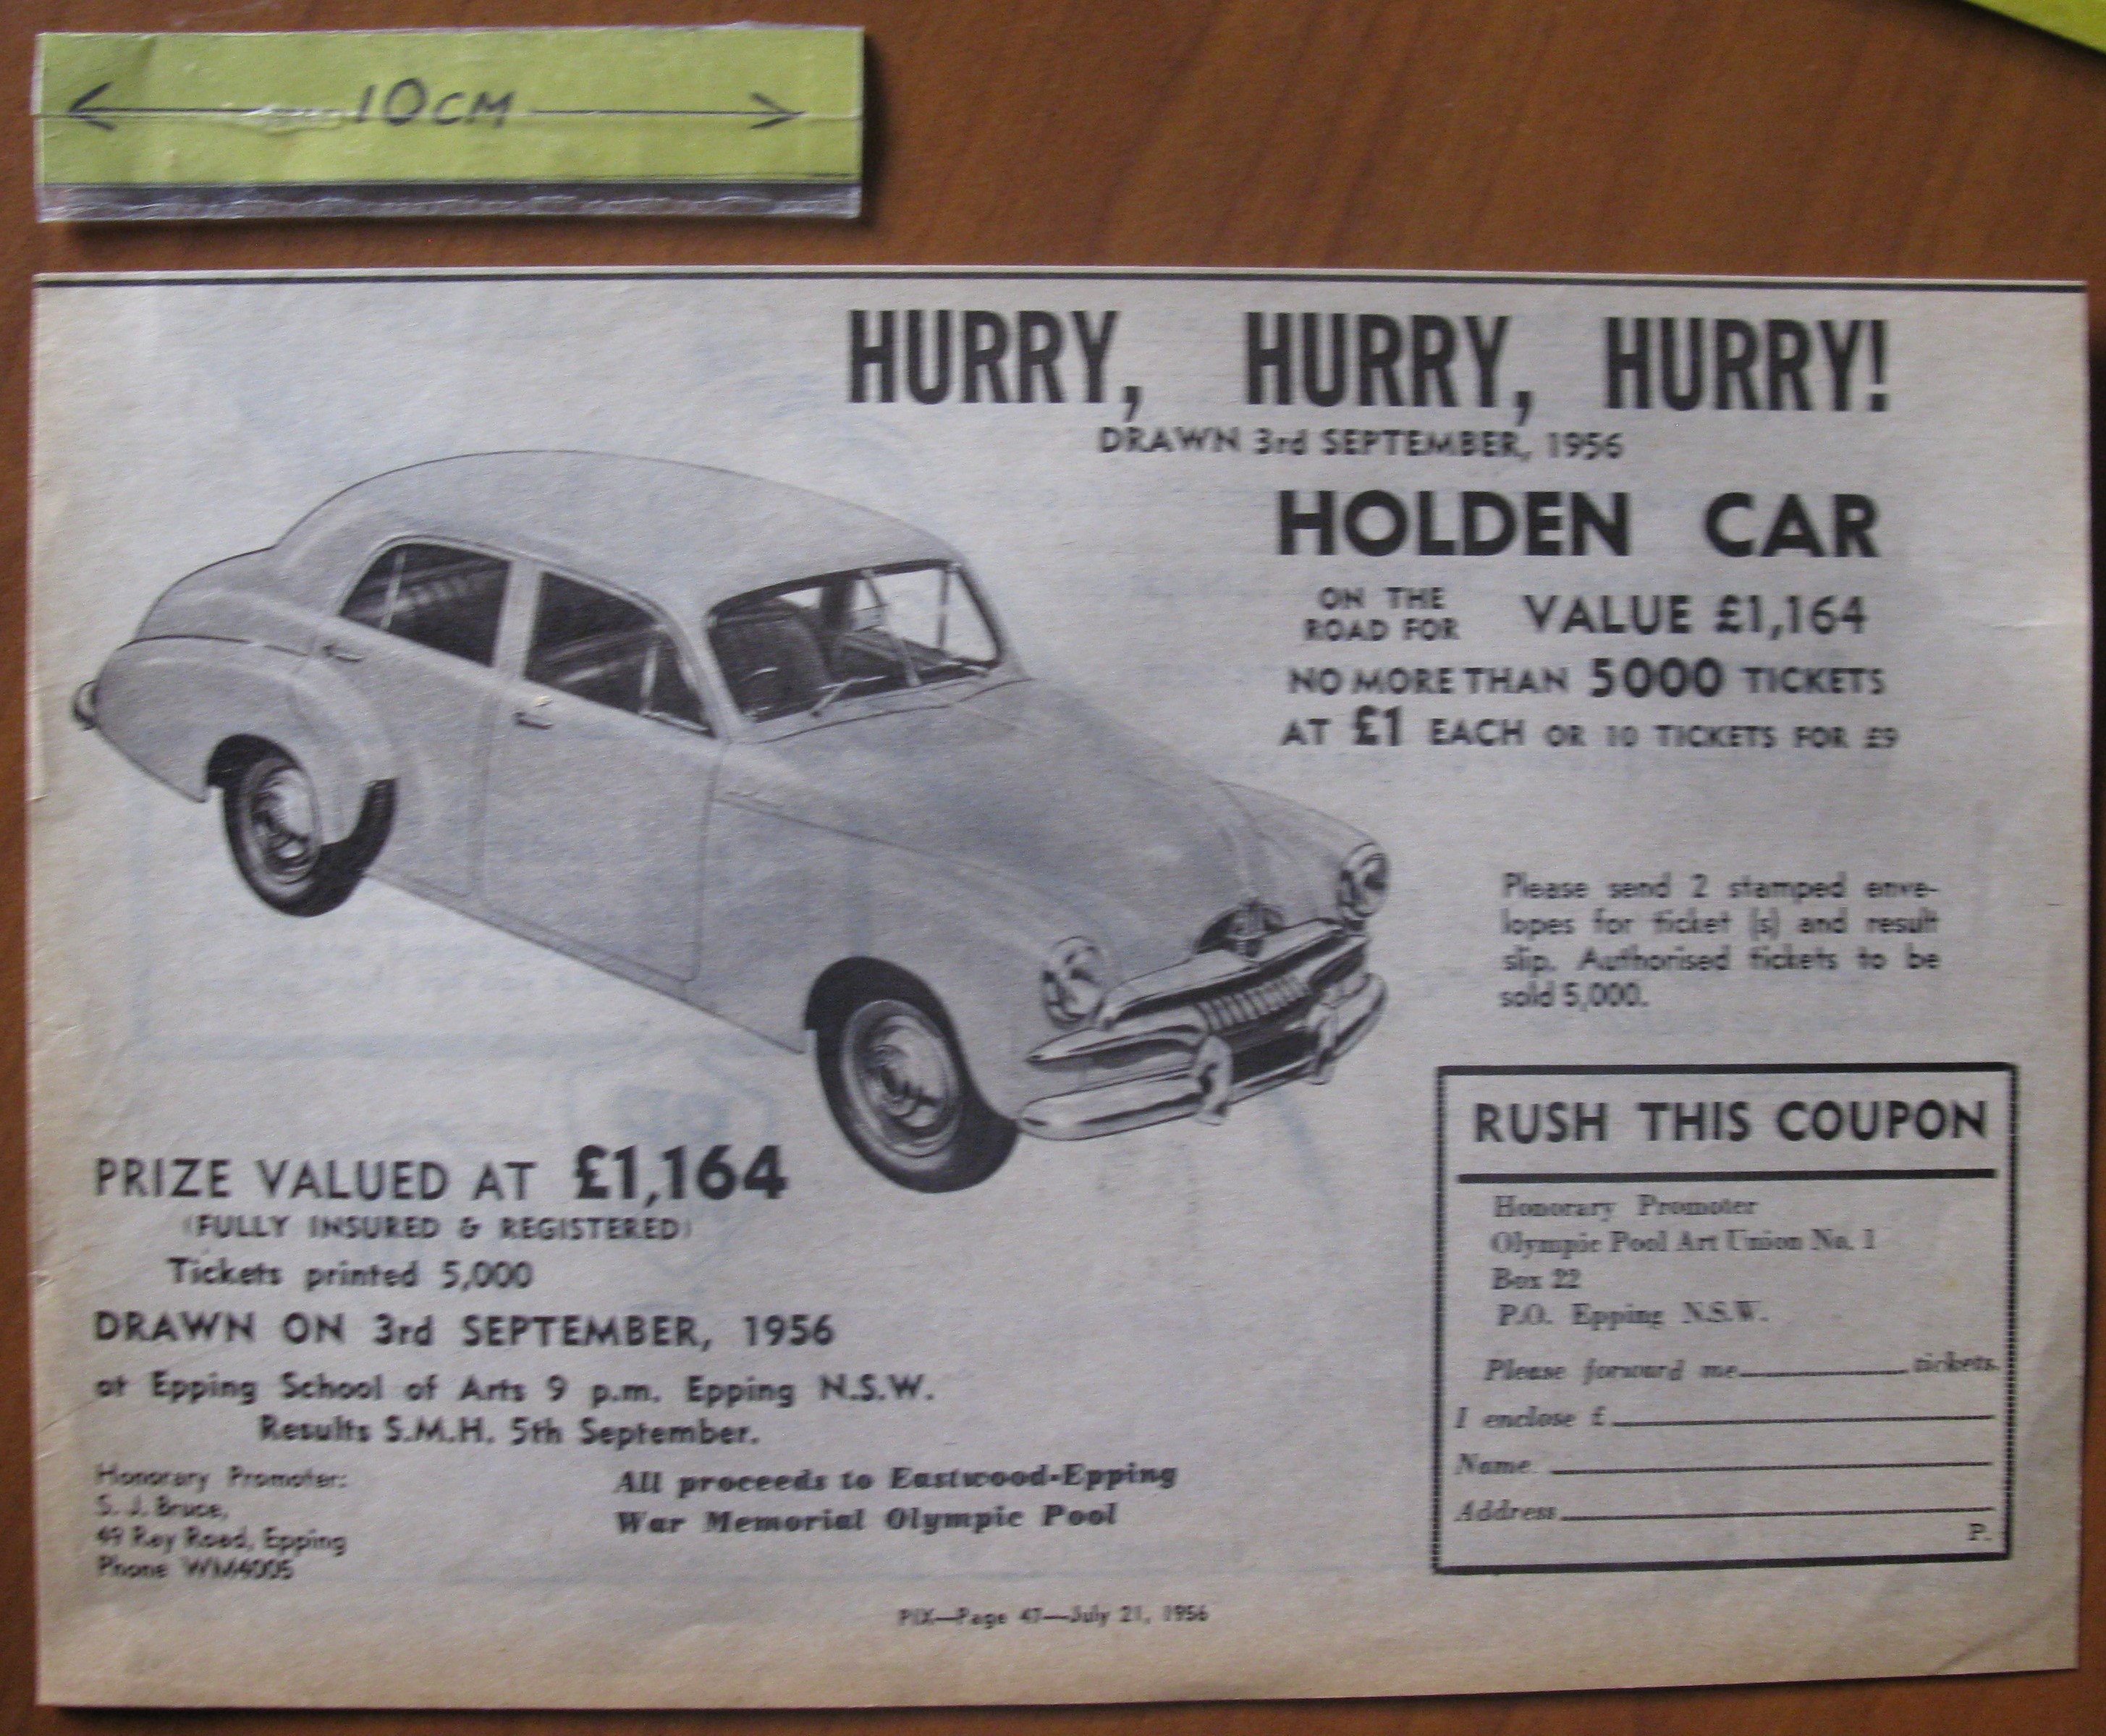 10CM
HURRY, HURRY, HURRY!
DRAWN 3rd SEPTEMBER, 1956
HOLDEN CAR
ON THE
ROAD FOR
VALUE £1,164
NO MORE THAN 5000 TICKETS
AT £1 EACH OR 10 TICKETS FOR £9
Please send 2 stamped enve-
lopes for ticket (s) and result
slip. Authorised tickets to be
sold 5,000.
PRIZE VALUED AT £1,164
(FULLY INSURED & REGISTERED)
Tickets printed 5,000
DRAWN ON 3rd SEPTEMBER, 1956
at Epping School of Arts 9 p.m. Epping N.S.W.
Results S.M.H. 5th September.
Honorary Promoter:
S. J. Bruce,
49 Ray Road, Epping
Phone WM4005
All proceeds to Eastwood-Epping
War Memorial Olympic Pool
RUSH THIS COUPON
Honorary Promoter
Olympic Pool Art Union No. 1
Box 22
P.O. Epping N.S.W.
Please forward me tickets.
I enclose £
Name
Address
P.
PIX—Page 47—July 21, 1956